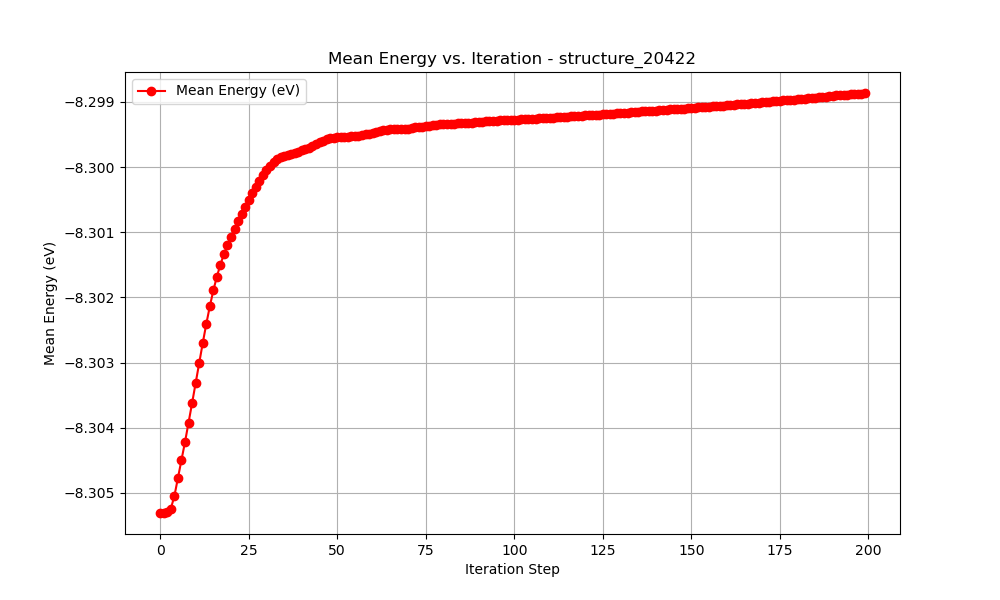 Mean Energy vs. Iteration - structure_20422
Mean Energy (eV)
−8.299
−8.300
−8.301
−8.302
−8.303
−8.304
−8.305
Mean Energy (eV)
0 25 50 75 100 125 150 175 200
Iteration Step